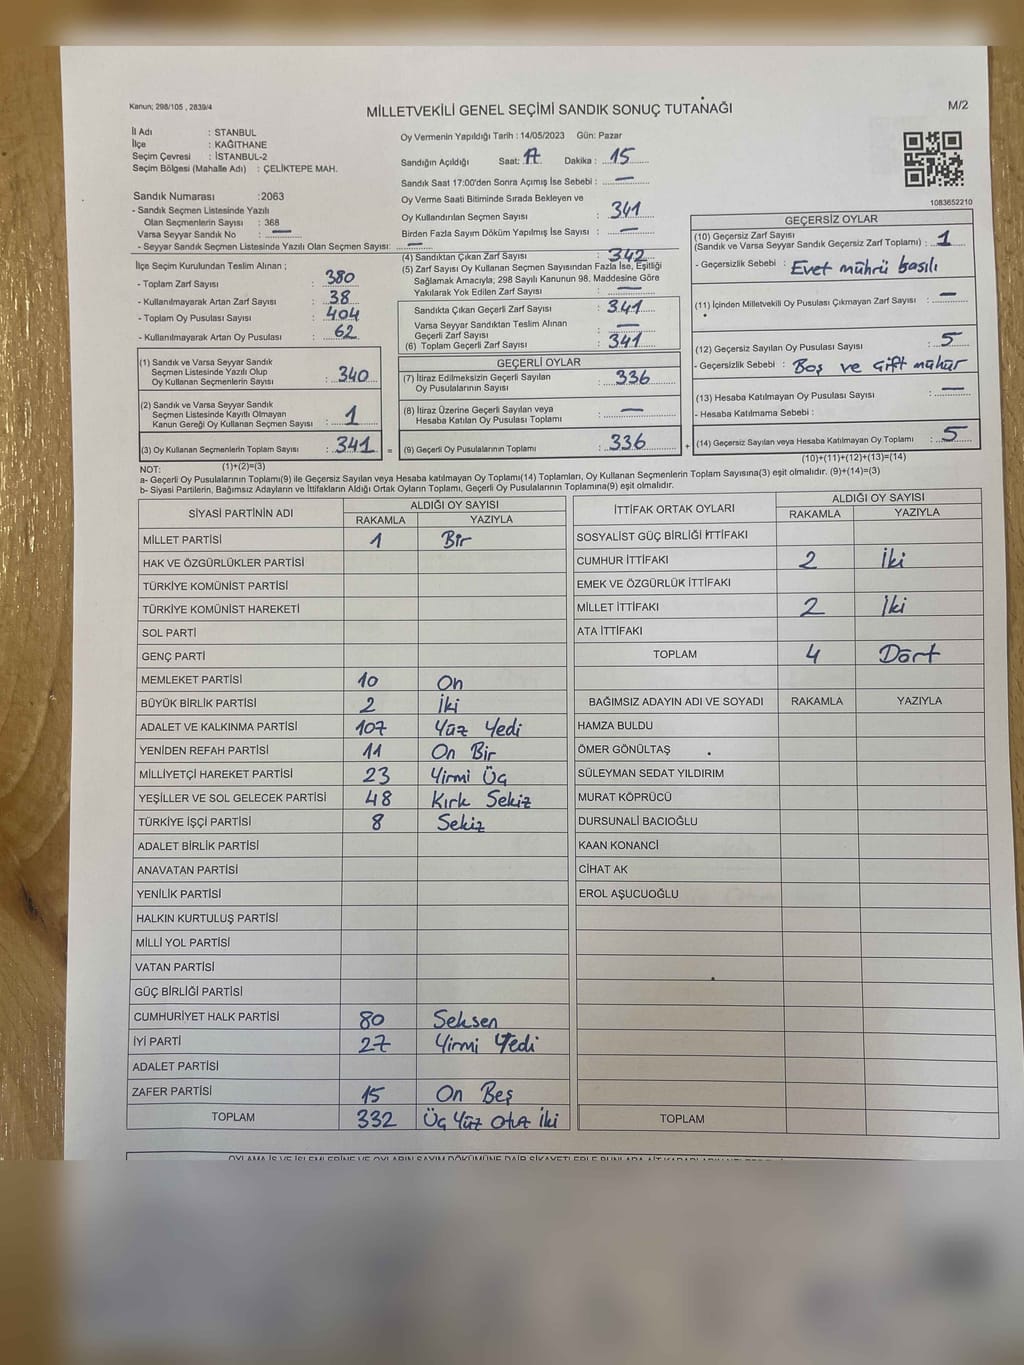 Kanun; 298/105 , 2839/4
MİLLETVEKİLİ GENEL SEÇİMİ SANDIK SONUÇ TUTANAĞI
M/2
İl Adı : STANBUL
İlçe : KAĞITHANE
Seçim Çevresi : İSTANBUL-2
Seçim Bölgesi (Mahalle Adı) : ÇELİKTEPE MAH.
Sandık Numarası :2063
- Sandık Seçmen Listesinde Yazılı
Olan Seçmenlerin Sayısı : 368
Varsa Seyyar Sandık No : —
- Seyyar Sandık Seçmen Listesinde Yazılı Olan Seçmen Sayısı: —
İlçe Seçim Kurulundan Teslim Alınan ;
- Toplam Zarf Sayısı : 380
- Kullanılmayarak Artan Zarf Sayısı : 38
- Toplam Oy Pusulası Sayısı : 404
- Kullanılmayarak Artan Oy Pusulası : 62
(1) Sandık ve Varsa Seyyar Sandık
Seçmen Listesinde Yazılı Olup
Oy Kullanan Seçmenlerin Sayısı : 340
(2) Sandık ve Varsa Seyyar Sandık
Seçmen Listesinde Kayıtlı Olmayan
Kanun Gereği Oy Kullanan Seçmen Sayısı : 1
(3) Oy Kullanan Seçmenlerin Toplam Sayısı : 341 =
(1)+(2)=(3)
Oy Vermenin Yapıldığı Tarih : 14/05/2023 Gün: Pazar
Sandığın Açıldığı Saat: 17 Dakika : 15
Sandık Saat 17:00'den Sonra Açımış İse Sebebi : —
Oy Verme Saati Bitiminde Sırada Bekleyen ve
Oy Kullandırılan Seçmen Sayısı : 341
Birden Fazla Sayım Döküm Yapılmış İse Sayısı : —
(4) Sandıktan Çıkan Zarf Sayısı : 342
(5) Zarf Sayısı Oy Kullanan Seçmen Sayısından Fazla İse, Eşitliği
Sağlamak Amacıyla, 298 Sayılı Kanunun 98. Maddesine Göre
Yakılarak Yok Edilen Zarf Sayısı : —
Sandıkta Çıkan Geçerli Zarf Sayısı : 341
Varsa Seyyar Sandıktan Teslim Alınan
Geçerli Zarf Sayısı : —
(6) Toplam Geçerli Zarf Sayısı : 341
GEÇERLİ OYLAR
(7) İtiraz Edilmeksizin Geçerli Sayılan
Oy Pusulalarının Sayısı : 336
(8) İtiraz Üzerine Geçerli Sayılan veya
Hesaba Katılan Oy Pusulası Toplamı : —
(9) Geçerli Oy Pusulalarının Toplamı : 336 +
1083652210
GEÇERSİZ OYLAR
(10) Geçersiz Zarf Sayısı
(Sandık ve Varsa Seyyar Sandık Geçersiz Zarf Toplamı) : 1
- Geçersizlik Sebebi : Evet mührü basılı
(11) İçinden Milletvekili Oy Pusulası Çıkmayan Zarf Sayısı : —
(12) Geçersiz Sayılan Oy Pusulası Sayısı : 5
- Geçersizlik Sebebi : Boş ve Çift mühür
(13) Hesaba Katılmayan Oy Pusulası Sayısı : —
- Hesaba Katılmama Sebebi :
(14) Geçersiz Sayılan veya Hesaba Katılmayan Oy Toplamı : 5
(10)+(11)+(12)+(13)=(14)
NOT:
a- Geçerli Oy Pusulalarının Toplamı(9) ile Geçersiz Sayılan veya Hesaba katılmayan Oy Toplamı(14) Toplamları, Oy Kullanan Seçmenlerin Toplam Sayısına(3) eşit olmalıdır. (9)+(14)=(3)
b- Siyasi Partilerin, Bağımsız Adayların ve İttifakların Aldığı Ortak Oyların Toplamı, Geçerli Oy Pusulalarının Toplamına(9) eşit olmalıdır.
SİYASİ PARTİNİN ADI ALDIĞI OY SAYISI
RAKAMLA YAZIYLA
MİLLET PARTİSİ 1 Bir
HAK VE ÖZGÜRLÜKLER PARTİSİ
TÜRKİYE KOMÜNİST PARTİSİ
TÜRKİYE KOMÜNİST HAREKETİ
SOL PARTİ
GENÇ PARTİ
MEMLEKET PARTİSİ 10 On
BÜYÜK BİRLİK PARTİSİ 2 İki
ADALET VE KALKINMA PARTİSİ 107 Yüz Yedi
YENİDEN REFAH PARTİSİ 11 On Bir
MİLLİYETÇİ HAREKET PARTİSİ 23 Yirmi Üç
YEŞİLLER VE SOL GELECEK PARTİSİ 48 Kırk Sekiz
TÜRKİYE İŞÇİ PARTİSİ 8 Sekiz
ADALET BİRLİK PARTİSİ
ANAVATAN PARTİSİ
YENİLİK PARTİSİ
HALKIN KURTULUŞ PARTİSİ
MİLLİ YOL PARTİSİ
VATAN PARTİSİ
GÜÇ BİRLİĞİ PARTİSİ
CUMHURİYET HALK PARTİSİ 80 Seksen
İYİ PARTİ 27 Yirmi Yedi
ADALET PARTİSİ
ZAFER PARTİSİ 15 On Beş
TOPLAM 332 Üç Yüz Otuz İki
İTTİFAK ORTAK OYLARI ALDIĞI OY SAYISI
RAKAMLA YAZIYLA
SOSYALİST GÜÇ BİRLİĞİ İTTİFAKI
CUMHUR İTTİFAKI 2 İki
EMEK VE ÖZGÜRLÜK İTTİFAKI
MİLLET İTTİFAKI 2 İki
ATA İTTİFAKI
TOPLAM 4 Dört
BAĞIMSIZ ADAYIN ADI VE SOYADI RAKAMLA YAZIYLA
HAMZA BULDU
ÖMER GÖNÜLTAŞ
SÜLEYMAN SEDAT YILDIRIM
MURAT KÖPRÜCÜ
DURSUNALİ BACIOĞLU
KAAN KONANCİ
CİHAT AK
EROL AŞUCUOĞLU
TOPLAM